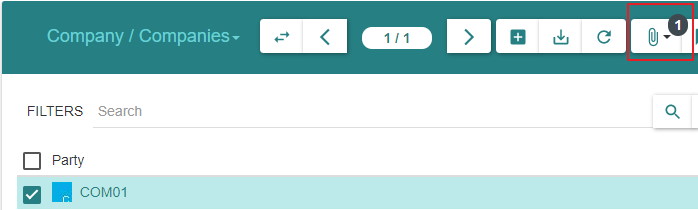 Company / Companies
1 / 1
1
FILTERS Search
Party
COM01